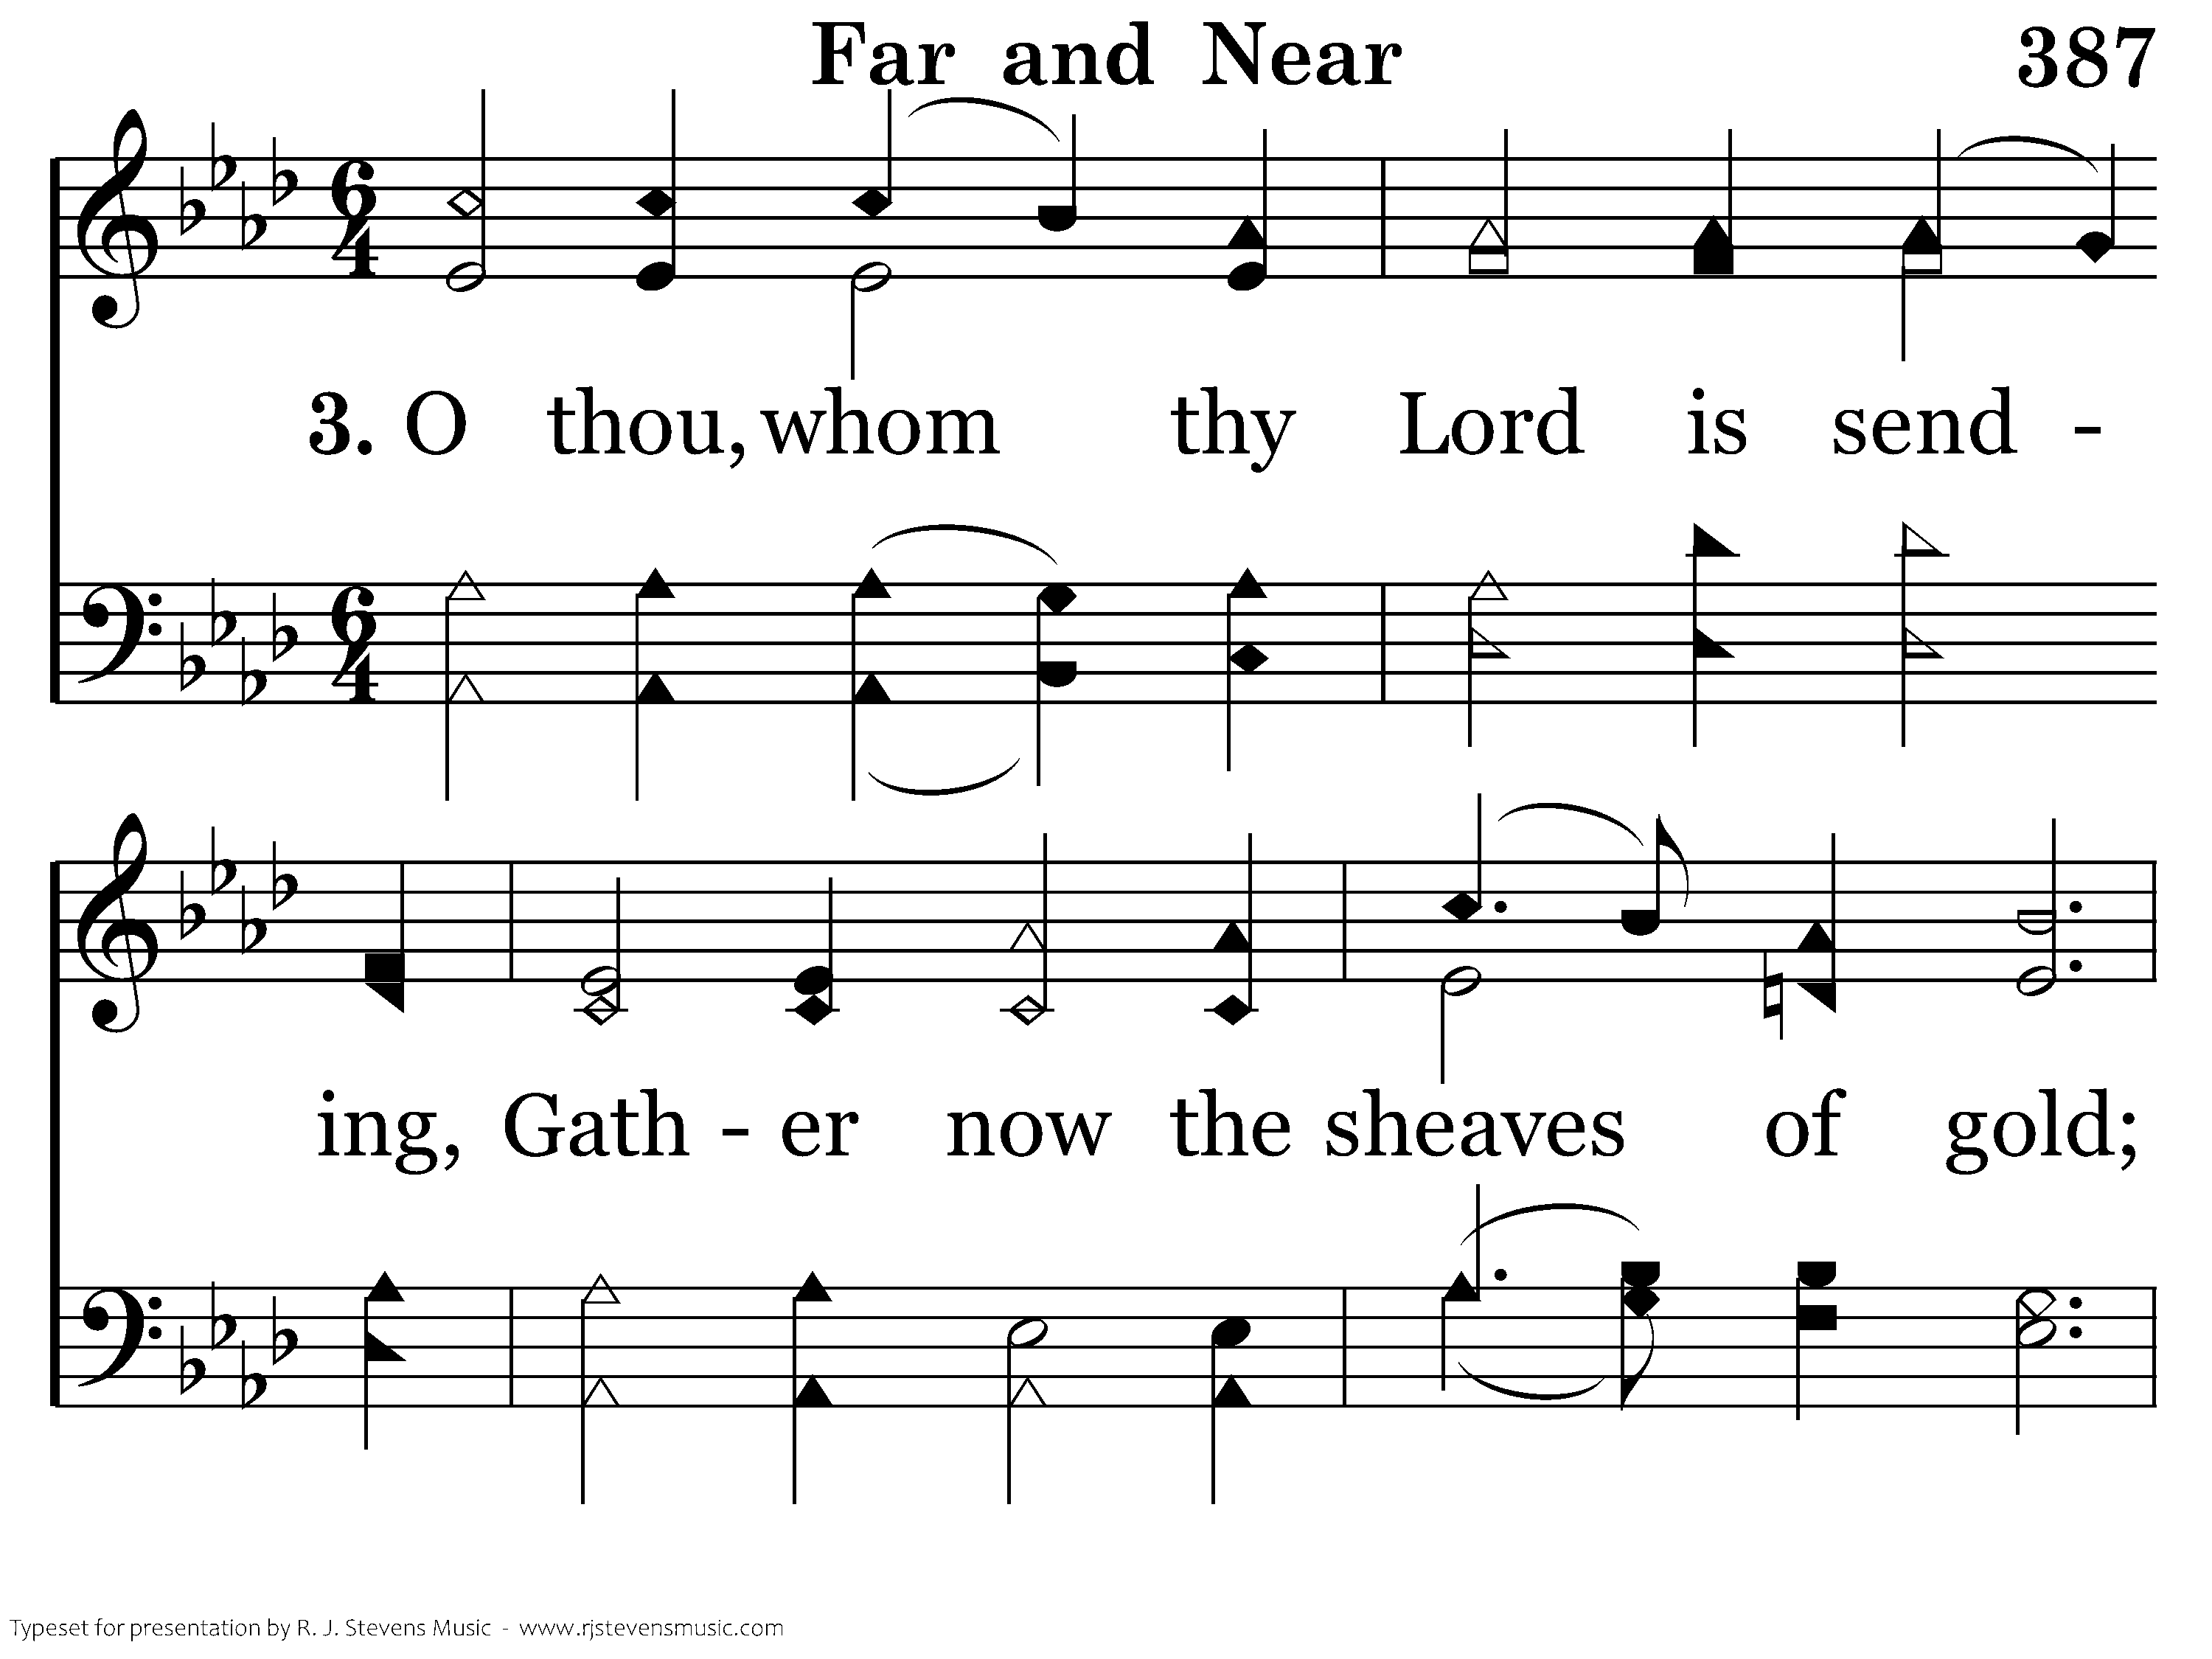 Far and Near 387
3. O thou, whom thy Lord is send -
ing, Gath - er now the sheaves of gold;
Typeset for presentation by R. J. Stevens Music - www.rjstevensmusic.com